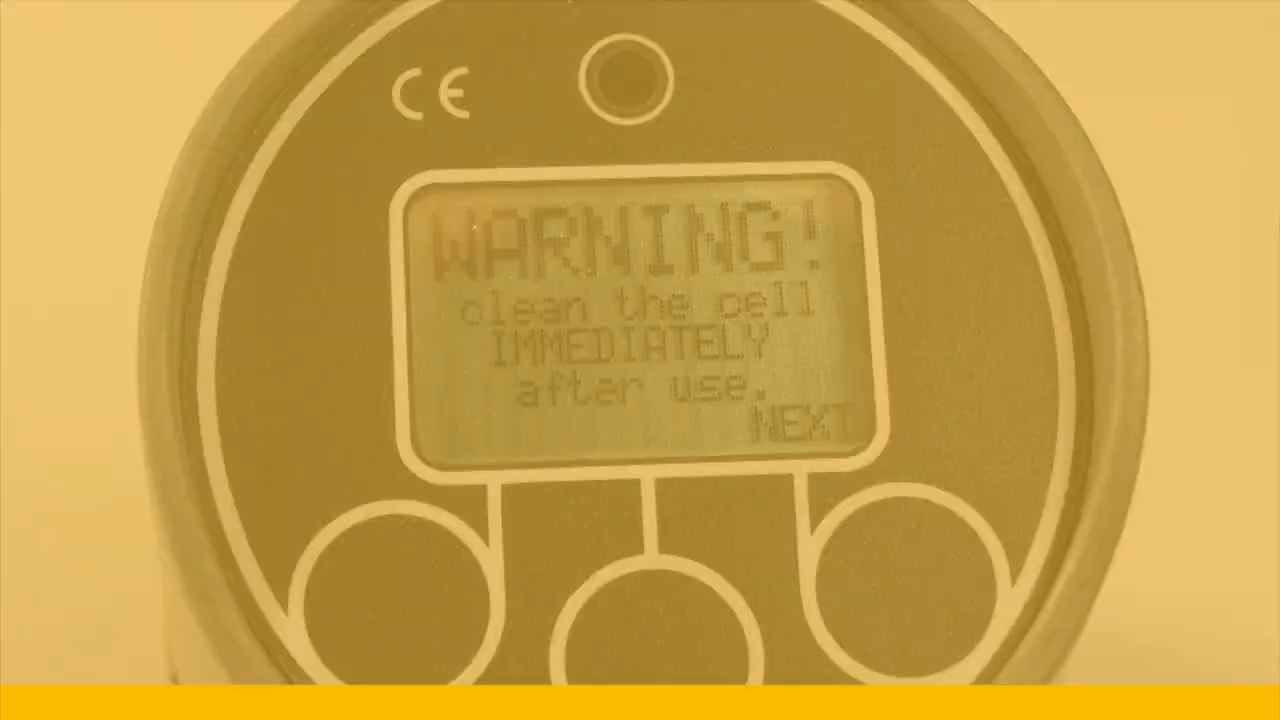 CE
WARNING!
clean the cell
IMMEDIATELY
after use.
NEXT